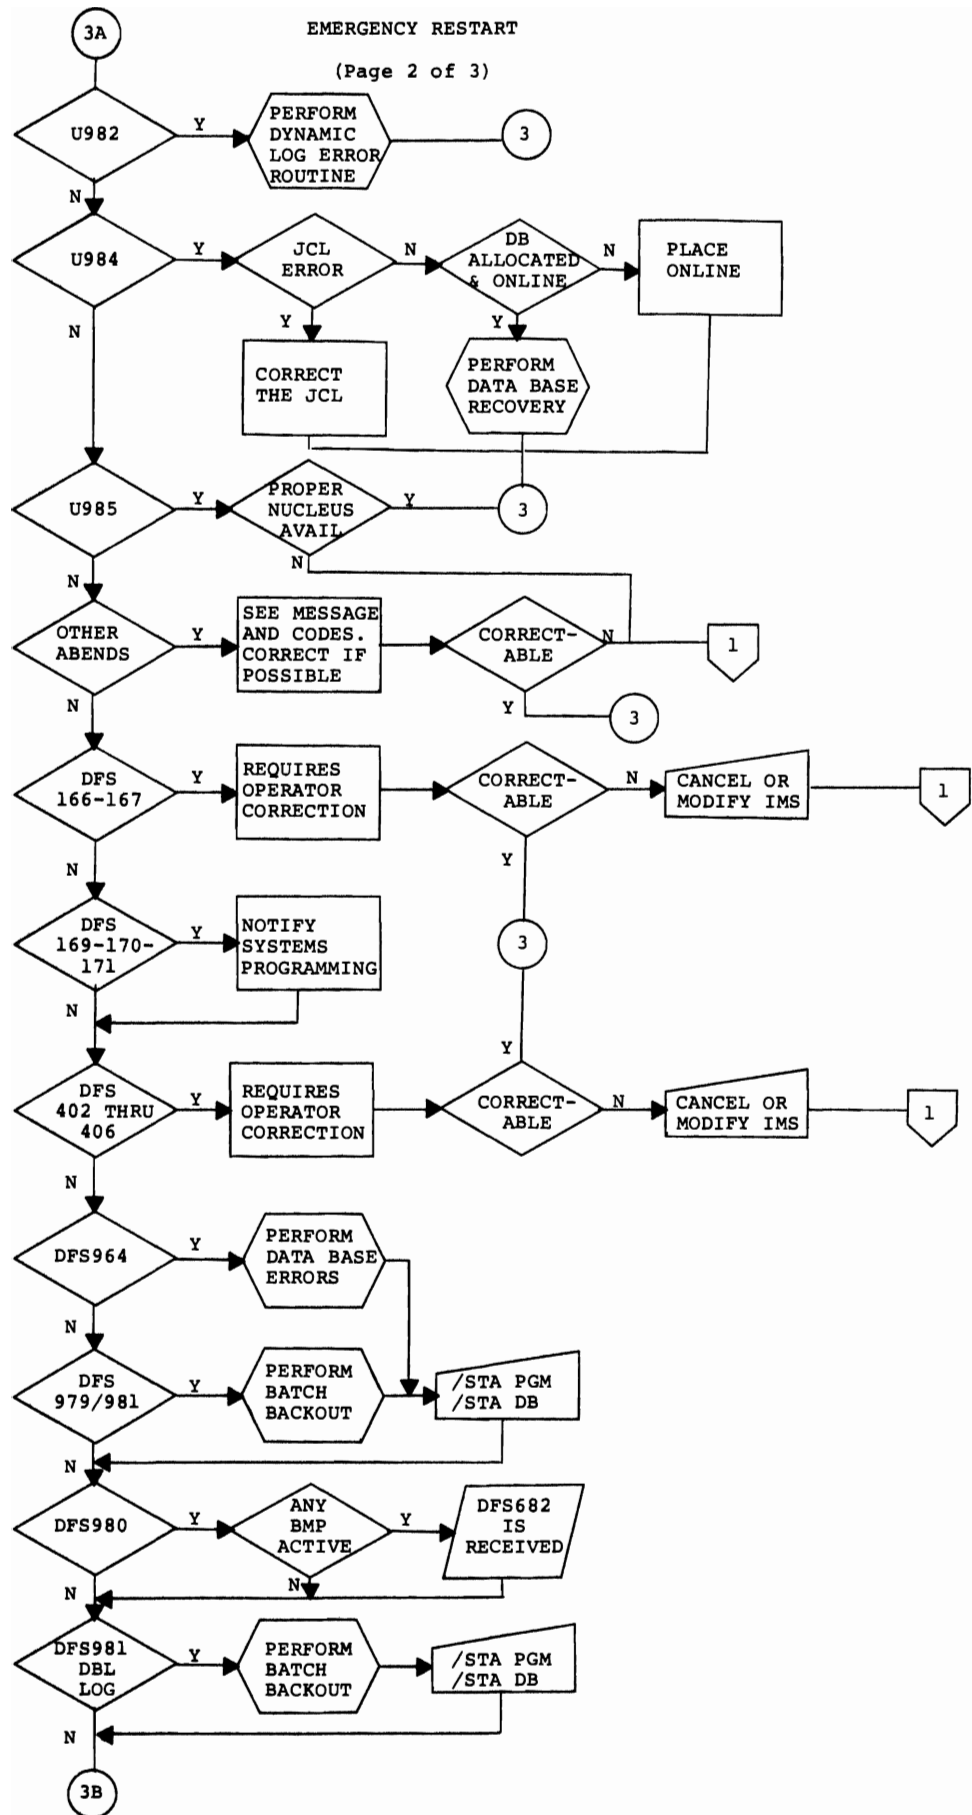 3A
EMERGENCY RESTART
(Page 2 of 3)
U982
Y
PERFORM
DYNAMIC
LOG ERROR
ROUTINE
3
N
U984
Y
JCL
ERROR
N
DB
ALLOCATED
& ONLINE
N
PLACE
ONLINE
N
Y
CORRECT
THE JCL
Y
PERFORM
DATA BASE
RECOVERY
U985
Y
PROPER
NUCLEUS
AVAIL
Y
3
N
N
OTHER
ABENDS
Y
SEE MESSAGE
AND CODES.
CORRECT IF
POSSIBLE
CORRECT-
ABLE
N
1
Y
3
N
DFS
166-167
Y
REQUIRES
OPERATOR
CORRECTION
CORRECT-
ABLE
N
CANCEL OR
MODIFY IMS
1
Y
N
DFS
169-170-
171
Y
NOTIFY
SYSTEMS
PROGRAMMING
3
N
Y
DFS
402 THRU
406
Y
REQUIRES
OPERATOR
CORRECTION
CORRECT-
ABLE
N
CANCEL OR
MODIFY IMS
1
N
DFS964
Y
PERFORM
DATA BASE
ERRORS
N
DFS
979/981
Y
PERFORM
BATCH
BACKOUT
/STA PGM
/STA DB
N
DFS980
Y
ANY
BMP
ACTIVE
Y
DFS682
IS
RECEIVED
N
N
DFS981
DBL
LOG
Y
PERFORM
BATCH
BACKOUT
/STA PGM
/STA DB
N
3B